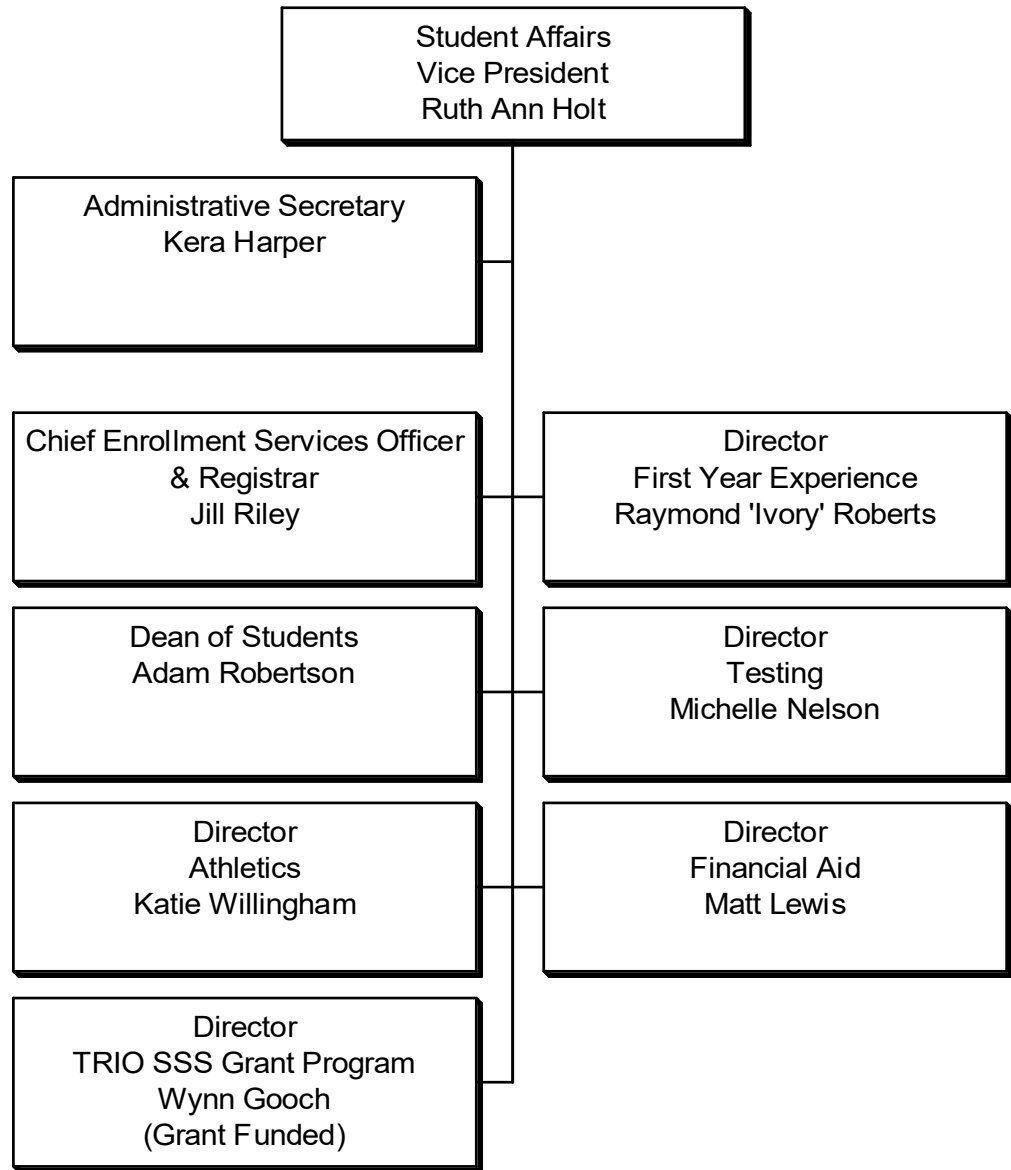 Student Affairs
Vice President
Ruth Ann Holt
Administrative Secretary
Kera Harper
Chief Enrollment Services Officer
& Registrar
Jill Riley
Director
First Year Experience
Raymond 'Ivory' Roberts
Dean of Students
Adam Robertson
Director
Testing
Michelle Nelson
Director
Athletics
Katie Willingham
Director
Financial Aid
Matt Lewis
Director
TRIO SSS Grant Program
Wynn Gooch
(Grant Funded)